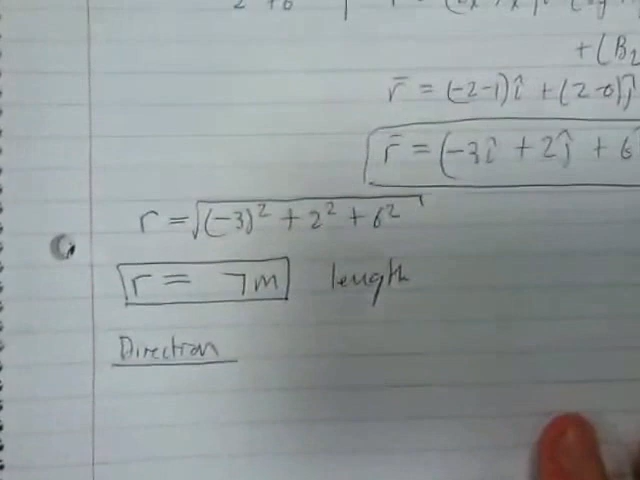 +(B₂
r̄ = (-2-1)î + (2-0)ĵ
r̄ = (-3î + 2ĵ + 6
r = √(-3)² + 2² + 6²
r = 7m length
Direction